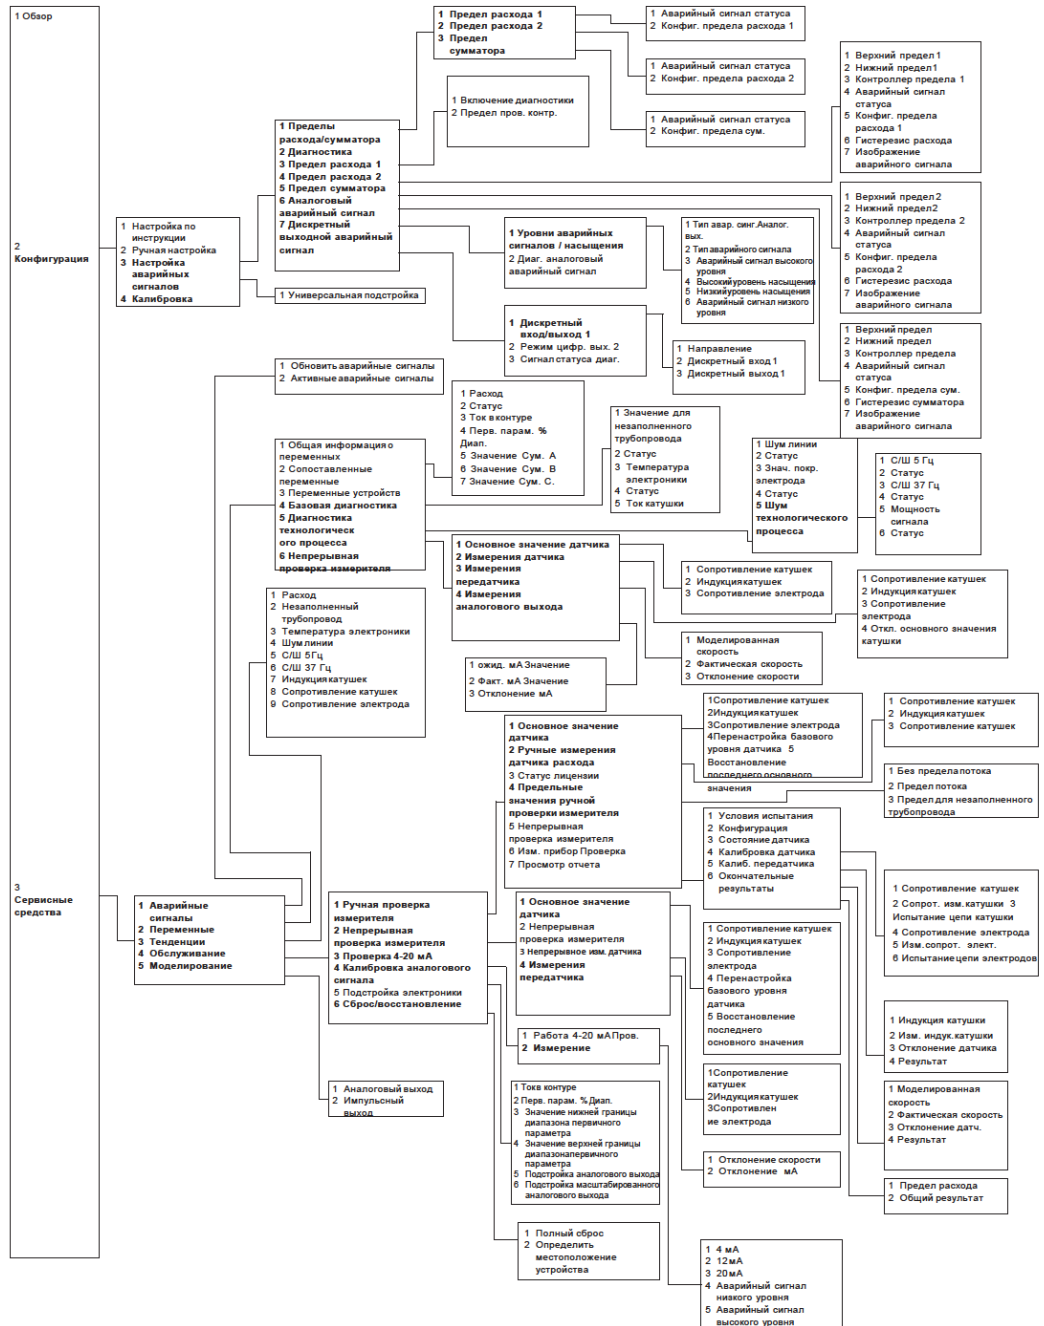 1 Обзор
2
Конфигурация
3
Сервисные
средства
1 Предел расхода 1
2 Предел расхода 2
3 Предел
сумматора
1 Аварийный сигнал статуса
2 Конфиг. предела расхода 1
1 Аварийный сигнал статуса
2 Конфиг. предела расхода 2
1 Аварийный сигнал статуса
2 Конфиг. предела сум.
1 Включение диагностики
2 Предел пров. контр.
1 Верхний предел 1
2 Нижний предел1
3 Контроллер предела 1
4 Аварийный сигнал
статуса
5 Конфиг. предела
расхода 1
6 Гистерезис расхода
7 Изображение
аварийного сигнала
1 Пределы
расхода/сумматора
2 Диагностика
3 Предел расхода 1
4 Предел расхода 2
5 Предел сумматора
6 Аналоговый
аварийный сигнал
7 Дискретный
выходной аварийный
сигнал
1 Верхний предел2
2 Нижний предел2
3 Контроллер предела 2
4 Аварийный сигнал
статуса
5 Конфиг. предела
расхода 2
6 Гистерезис расхода
7 Изображение
аварийного сигнала
1 Настройка по
инструкции
2 Ручная настройка
3 Настройка
аварийных
сигналов
4 Калибровка
1 Универсальная подстройка
1 Уровни аварийных
сигналов / насыщения
2 Диаг. аналоговый
аварийный сигнал
1 Тип авар. синг.Аналог.
вых.
2 Тип аварийного сигнала
3 Аварийный сигнал высокого
уровня
4 Высокийуровень насыщения
5 Низкийуровень насыщения
6 Аварийный сигнал низкого
уровня
1 Дискретный
вход/выход 1
2 Режим цифр. вых. 2
3 Сигнал статуса диаг.
1 Направление
2 Дискретный вход 1
3 Дискретный выход 1
1 Верхний предел
2 Нижний предел
3 Контроллер предела
4 Аварийный сигнал
статуса
5 Конфиг. предела сум.
6 Гистерезис сумматора
7 Изображение
аварийного сигнала
1 Обновить аварийные сигналы
2 Активные аварийные сигналы
1 Расход
2 Статус
3 Ток в контуре
4 Перв. парам. %
Диап.
5 Значение Сум. А
6 Значение Сум. В
7 Значение Сум. С.
1 Значение для
незаполненного
трубопровода
2 Статус
3 Температура
электроники
4 Статус
5 Ток катушки
1 Шум линии
2 Статус
3 Знач. покр.
электрода
4 Статус
5 Шум
технологического
процесса
1 С/Ш 5 Гц
2 Статус
3 С/Ш 37 Гц
4 Статус
5 Мощность
сигнала
6 Статус
1 Общая информация о
переменных
2 Сопоставленные
переменные
3 Переменные устройств
4 Базовая диагностика
5 Диагностика
технологическ
ого процесса
6 Непрерывная
проверка измерителя
1 Основное значение датчика
2 Измерения датчика
3 Измерения
передатчика
4 Измерения
аналогового выхода
1 Сопротивление катушек
2 Индукциякатушек
3 Сопротивление электрода
1 Сопротивление катушек
2 Индукция катушек
3 Сопротивление
электрода
4 Откл. основного значения
катушки
1 Моделированная
скорость
2 Фактическая скорость
3 Отклонение скорости
1 ожид. мА Значение
2 Факт. мА Значение
3 Отклонение мА
1 Расход
2 Незаполненный
трубопровод
3 Температура электроники
4 Шум линии
5 С/Ш 5 Гц
6 С/Ш 37 Гц
7 Индукция катушек
8 Сопротивление катушек
9 Сопротивление электрода
1 Основное значение
датчика
2 Ручные измерения
датчика расхода
3 Статус лицензии
4 Предельные
значения ручной
проверки измерителя
5 Непрерывная
проверка измерителя
6 Изм. прибор Проверка
7 Просмотр отчета
1Сопротивление катушек
2Индукция катушек
3Сопротивление электрода
4Перенастройка базового
уровня датчика 5
Восстановление
последнего основного
значения
1 Сопротивление катушек
2 Индукция катушек
3 Сопротивление катушек
1 Без предела потока
2 Предел потока
3 Предел для незаполненного
трубопровода
1 Условия испытания
2 Конфигурация
3 Состояние датчика
4 Калибровка датчика
5 Калиб. передатчика
6 Окончательные
результаты
1 Сопротивление катушек
2 Сопрот. изм.катушки 3
Испытание цепи катушки
4 Сопротивление электрода
5 Изм.сопрот. элект.
6 Испытание цепи электродов
1 Аварийные
сигналы
2 Переменные
3 Тенденции
4 Обслуживание
5 Моделирование
1 Ручная проверка
измерителя
2 Непрерывная
проверка измерителя
3 Проверка 4-20 мА
4 Калибровка аналогового
сигнала
5 Подстройка электроники
6 Сброс/восстановление
1 Основное значение
датчика
2 Непрерывная
проверка измерителя
3 Непрерывное изм. датчика
4 Измерения
передатчика
1 Сопротивление катушек
2 Индукция катушек
3 Сопротивление
электрода
4 Перенастройка
базового уровня
датчика
5 Восстановление
последнего
основного значения
1 Индукция катушки
2 Изм. индук.катушки
3 Отклонение датчика
4 Результат
1 Работа 4-20 мА Пров.
2 Измерение
1Сопротивление
катушек
2Индукциякатушек
3Сопротивлен
ие электрода
1 Моделированная
скорость
2 Фактическая скорость
3 Отклонение датч.
4 Результат
1 Аналоговый выход
2 Импульсный
выход
1 Токв контуре
2 Перв. парам. % Диап.
3 Значение нижней границы
диапазона первичного
параметра
4 Значение верхней границы
диапазонапервичного
параметра
5 Подстройка аналогового выхода
6 Подстройка масштабированного
аналогового выхода
1 Отклонение скорости
2 Отклонение мА
1 Предел расхода
2 Общий результат
1 Полный сброс
2 Определить
местоположение
устройства
1 4 мА
2 12мА
3 20мА
4 Аварийный сигнал
низкого уровня
5 Аварийный сигнал
высокого уровня